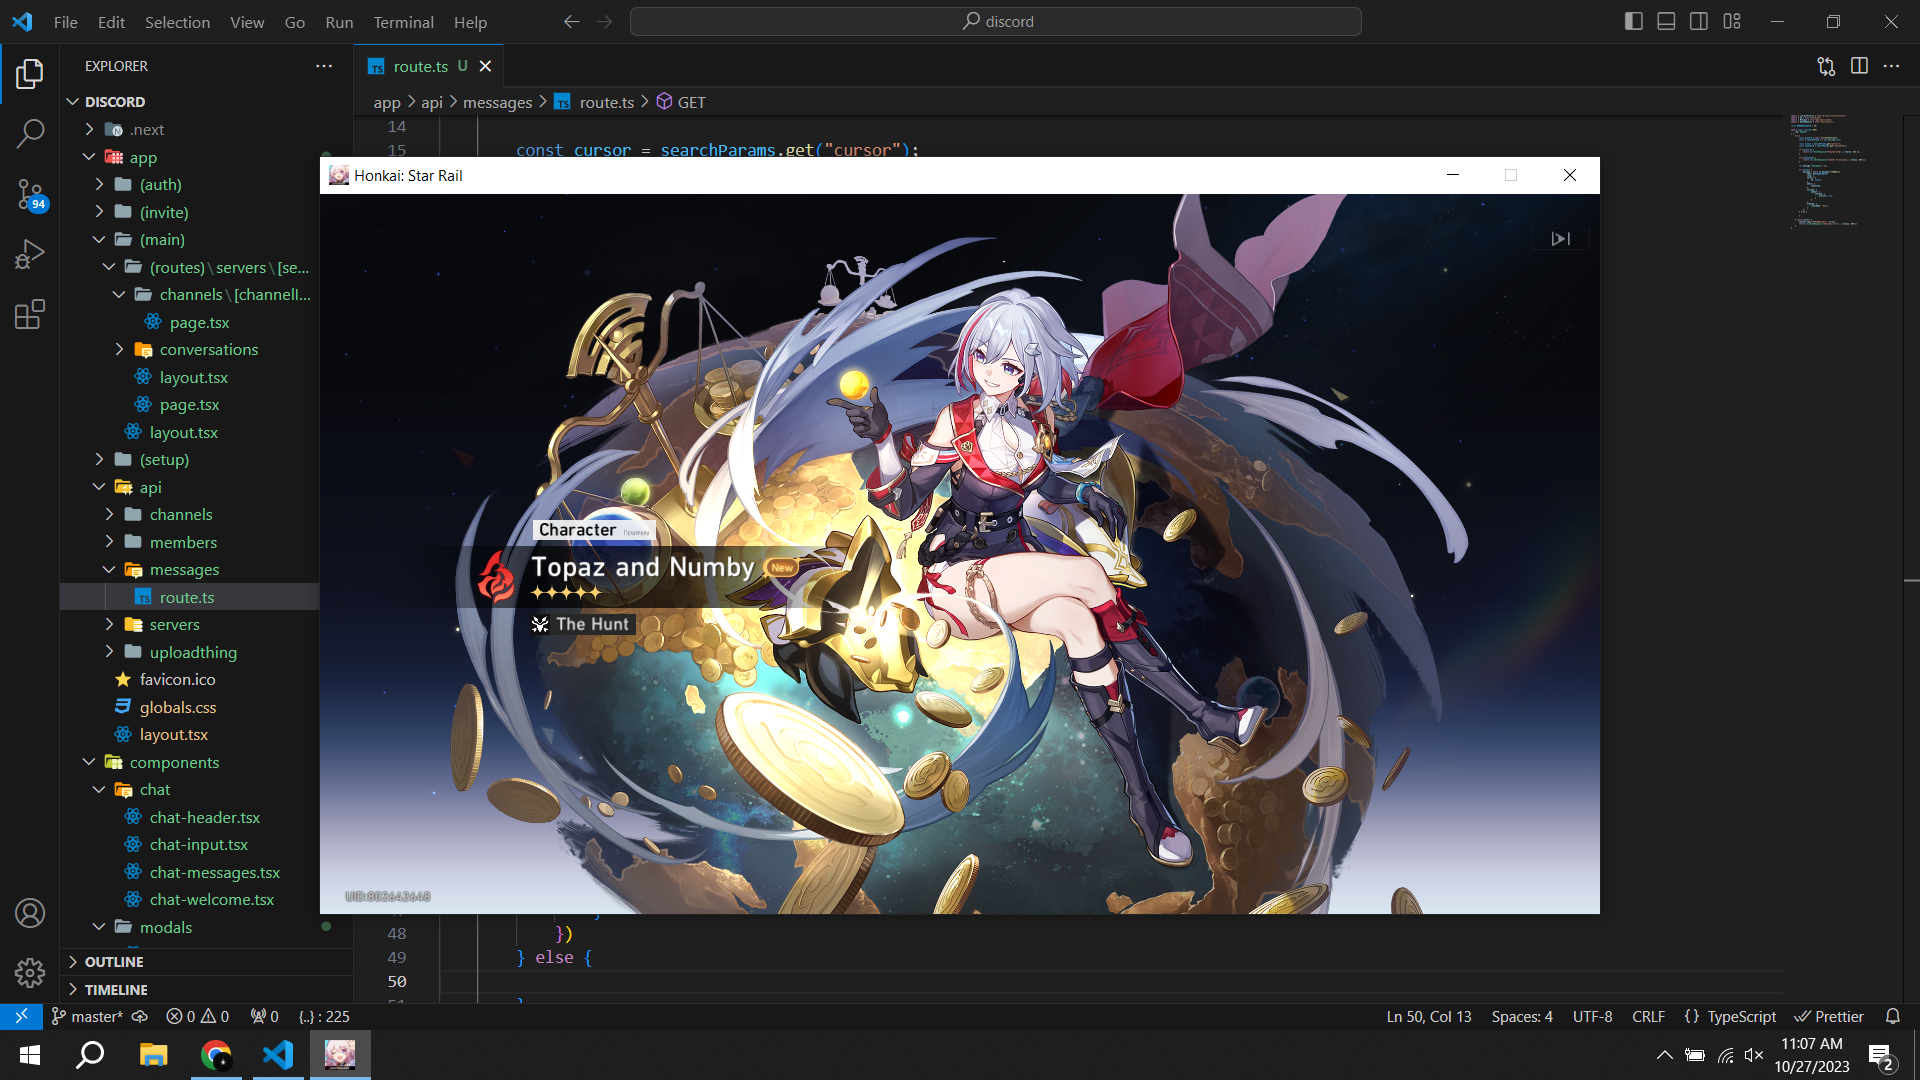 File Edit Selection View Go Run Terminal Help
discord
EXPLORER
DISCORD
.next
app
(auth)
(invite)
(main)
(routes)\servers\[se...
channels\[channelI...
page.tsx
conversations
layout.tsx
page.tsx
layout.tsx
(setup)
api
channels
members
messages
route.ts
servers
uploadthing
favicon.ico
globals.css
layout.tsx
components
chat
chat-header.tsx
chat-input.tsx
chat-messages.tsx
chat-welcome.tsx
modals
OUTLINE
TIMELINE
94
route.ts U
app > api > messages > TS route.ts > GET
14
15 const cursor = searchParams.get("cursor");
Honkai: Star Rail
Character
Topaz and Numby New
The Hunt
UID:802642648
48 })
49 } else {
50
51 }
master* 0 0 0 {..} : 225
Ln 50, Col 13 Spaces: 4 UTF-8 CRLF {} TypeScript Prettier
11:07 AM
10/27/2023
2